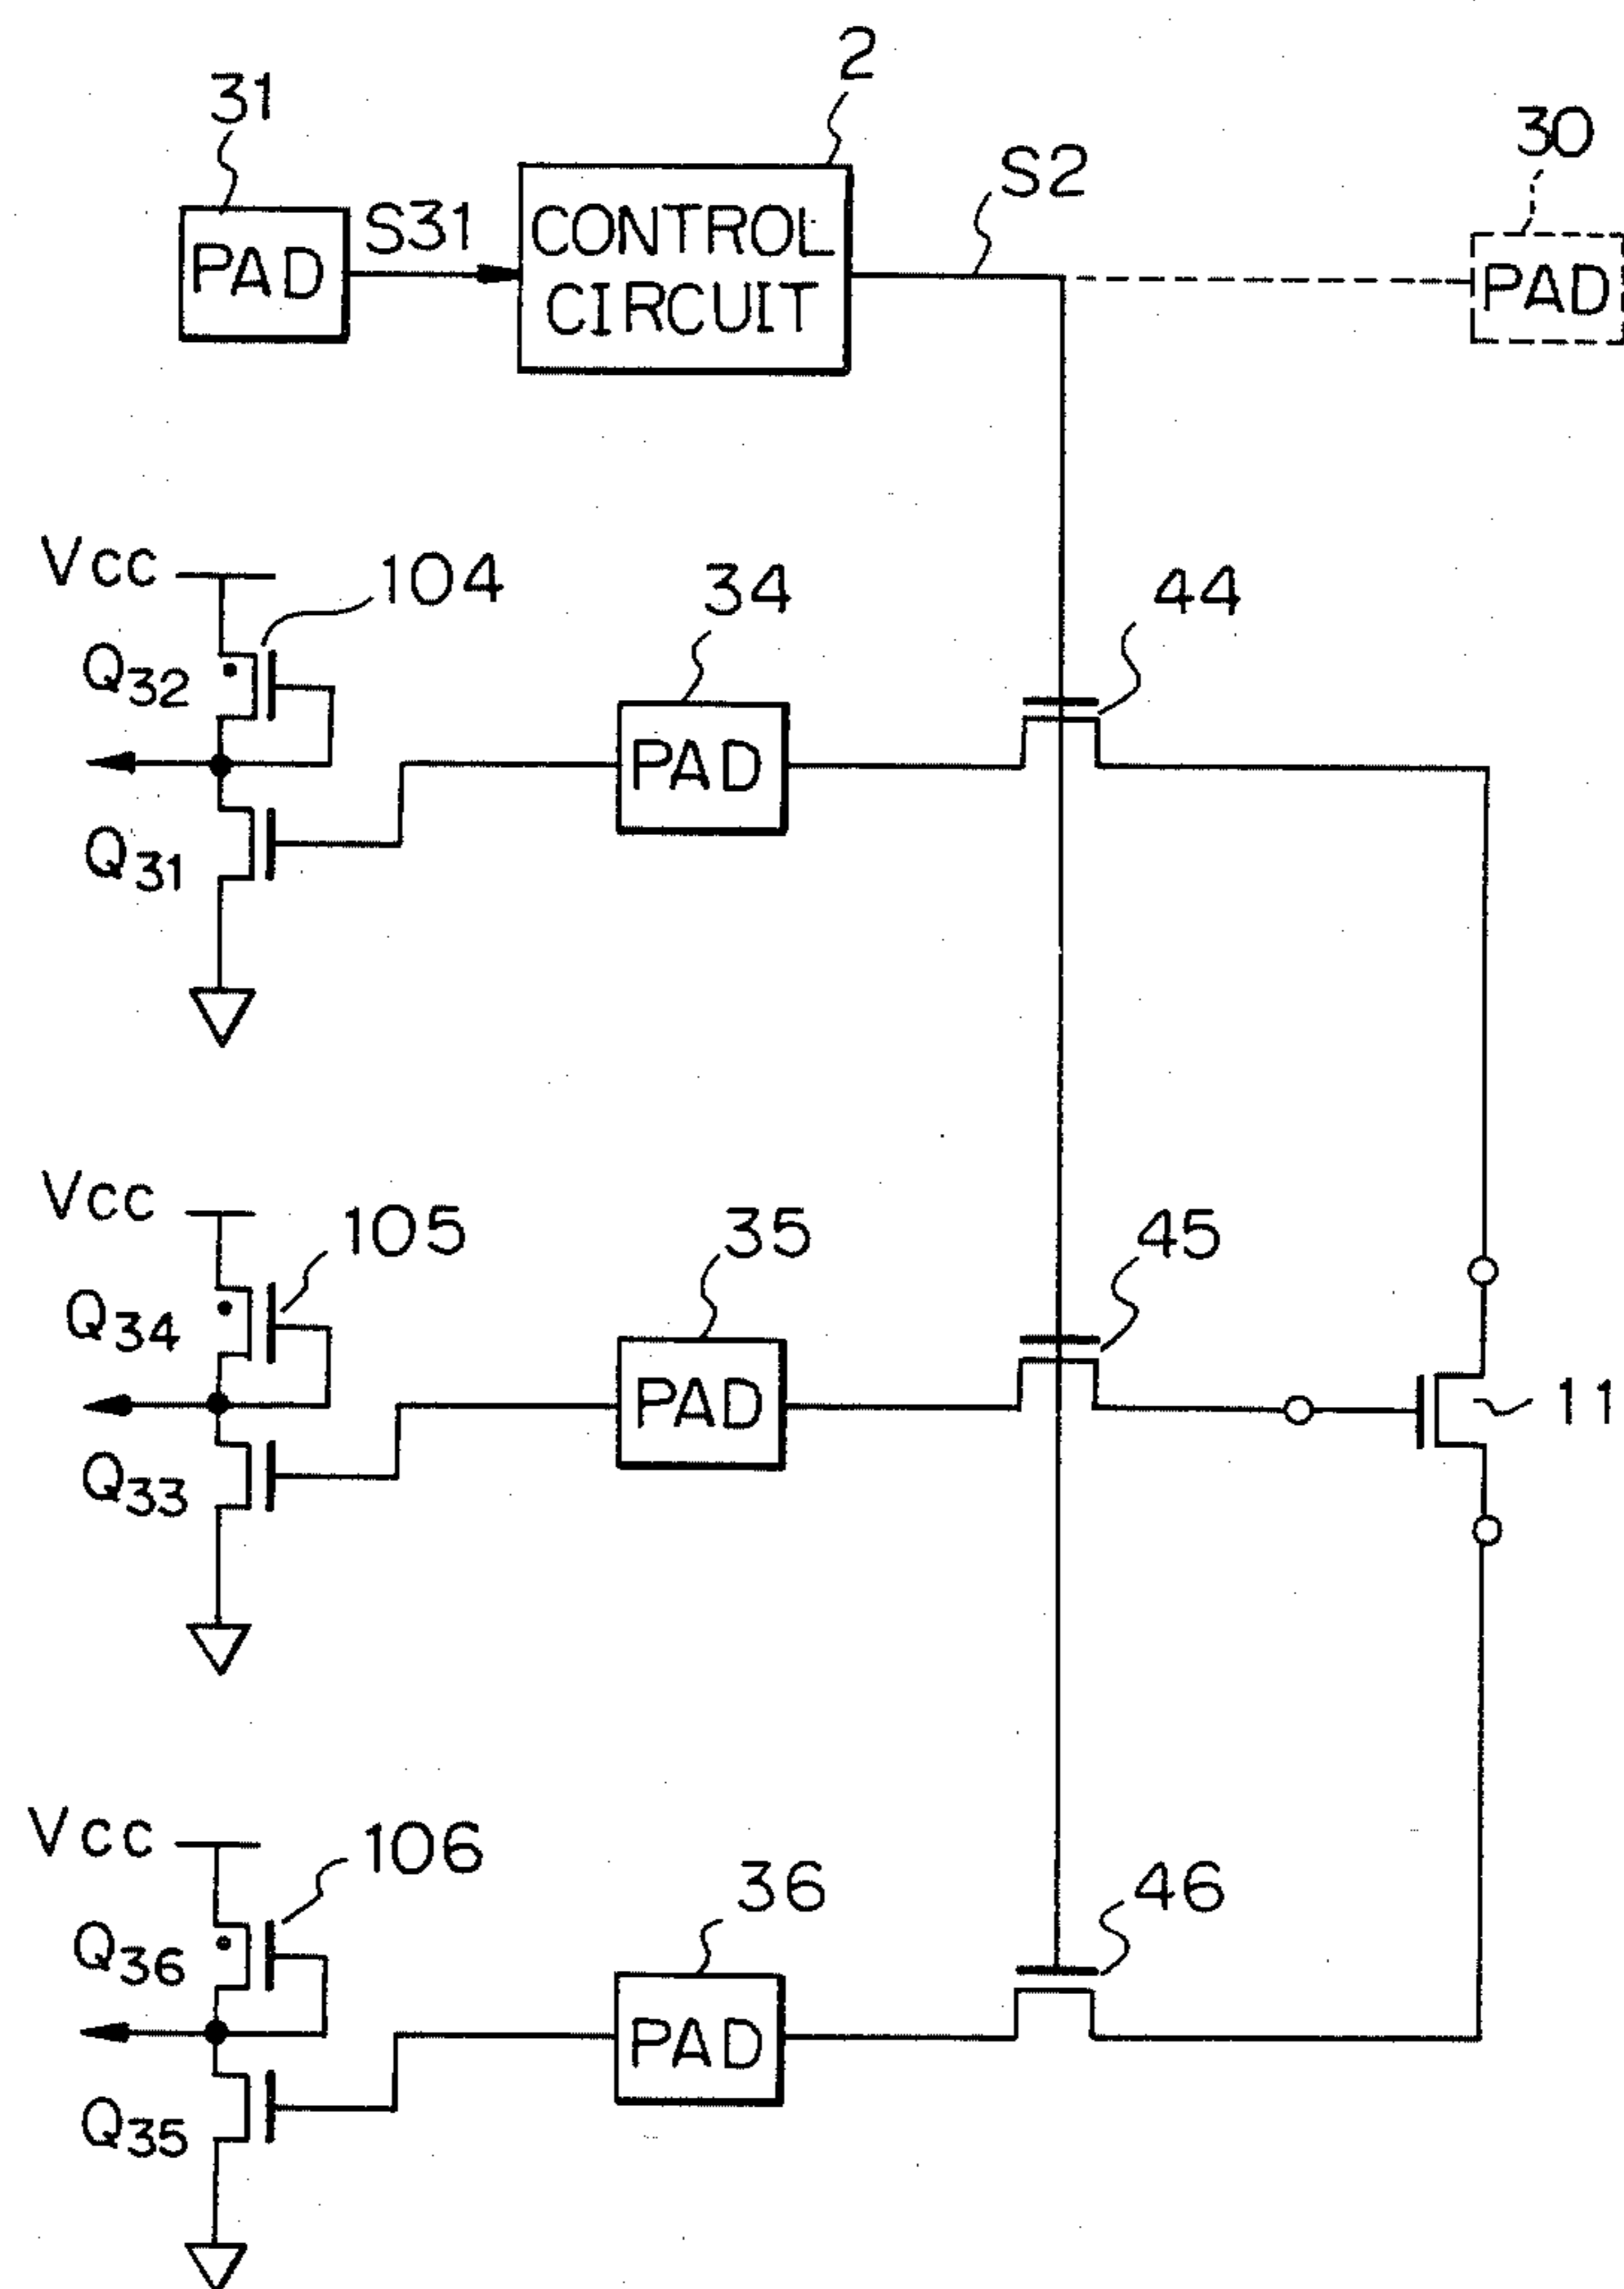 2
31
30
S2
S31
PAD
CONTROL
CIRCUIT
PAD
Vcc
104
34
44
Q32
PAD
Q31
Vcc
105
35
45
Q34
PAD
11
Q33
Vcc
106
36
46
Q36
PAD
Q35